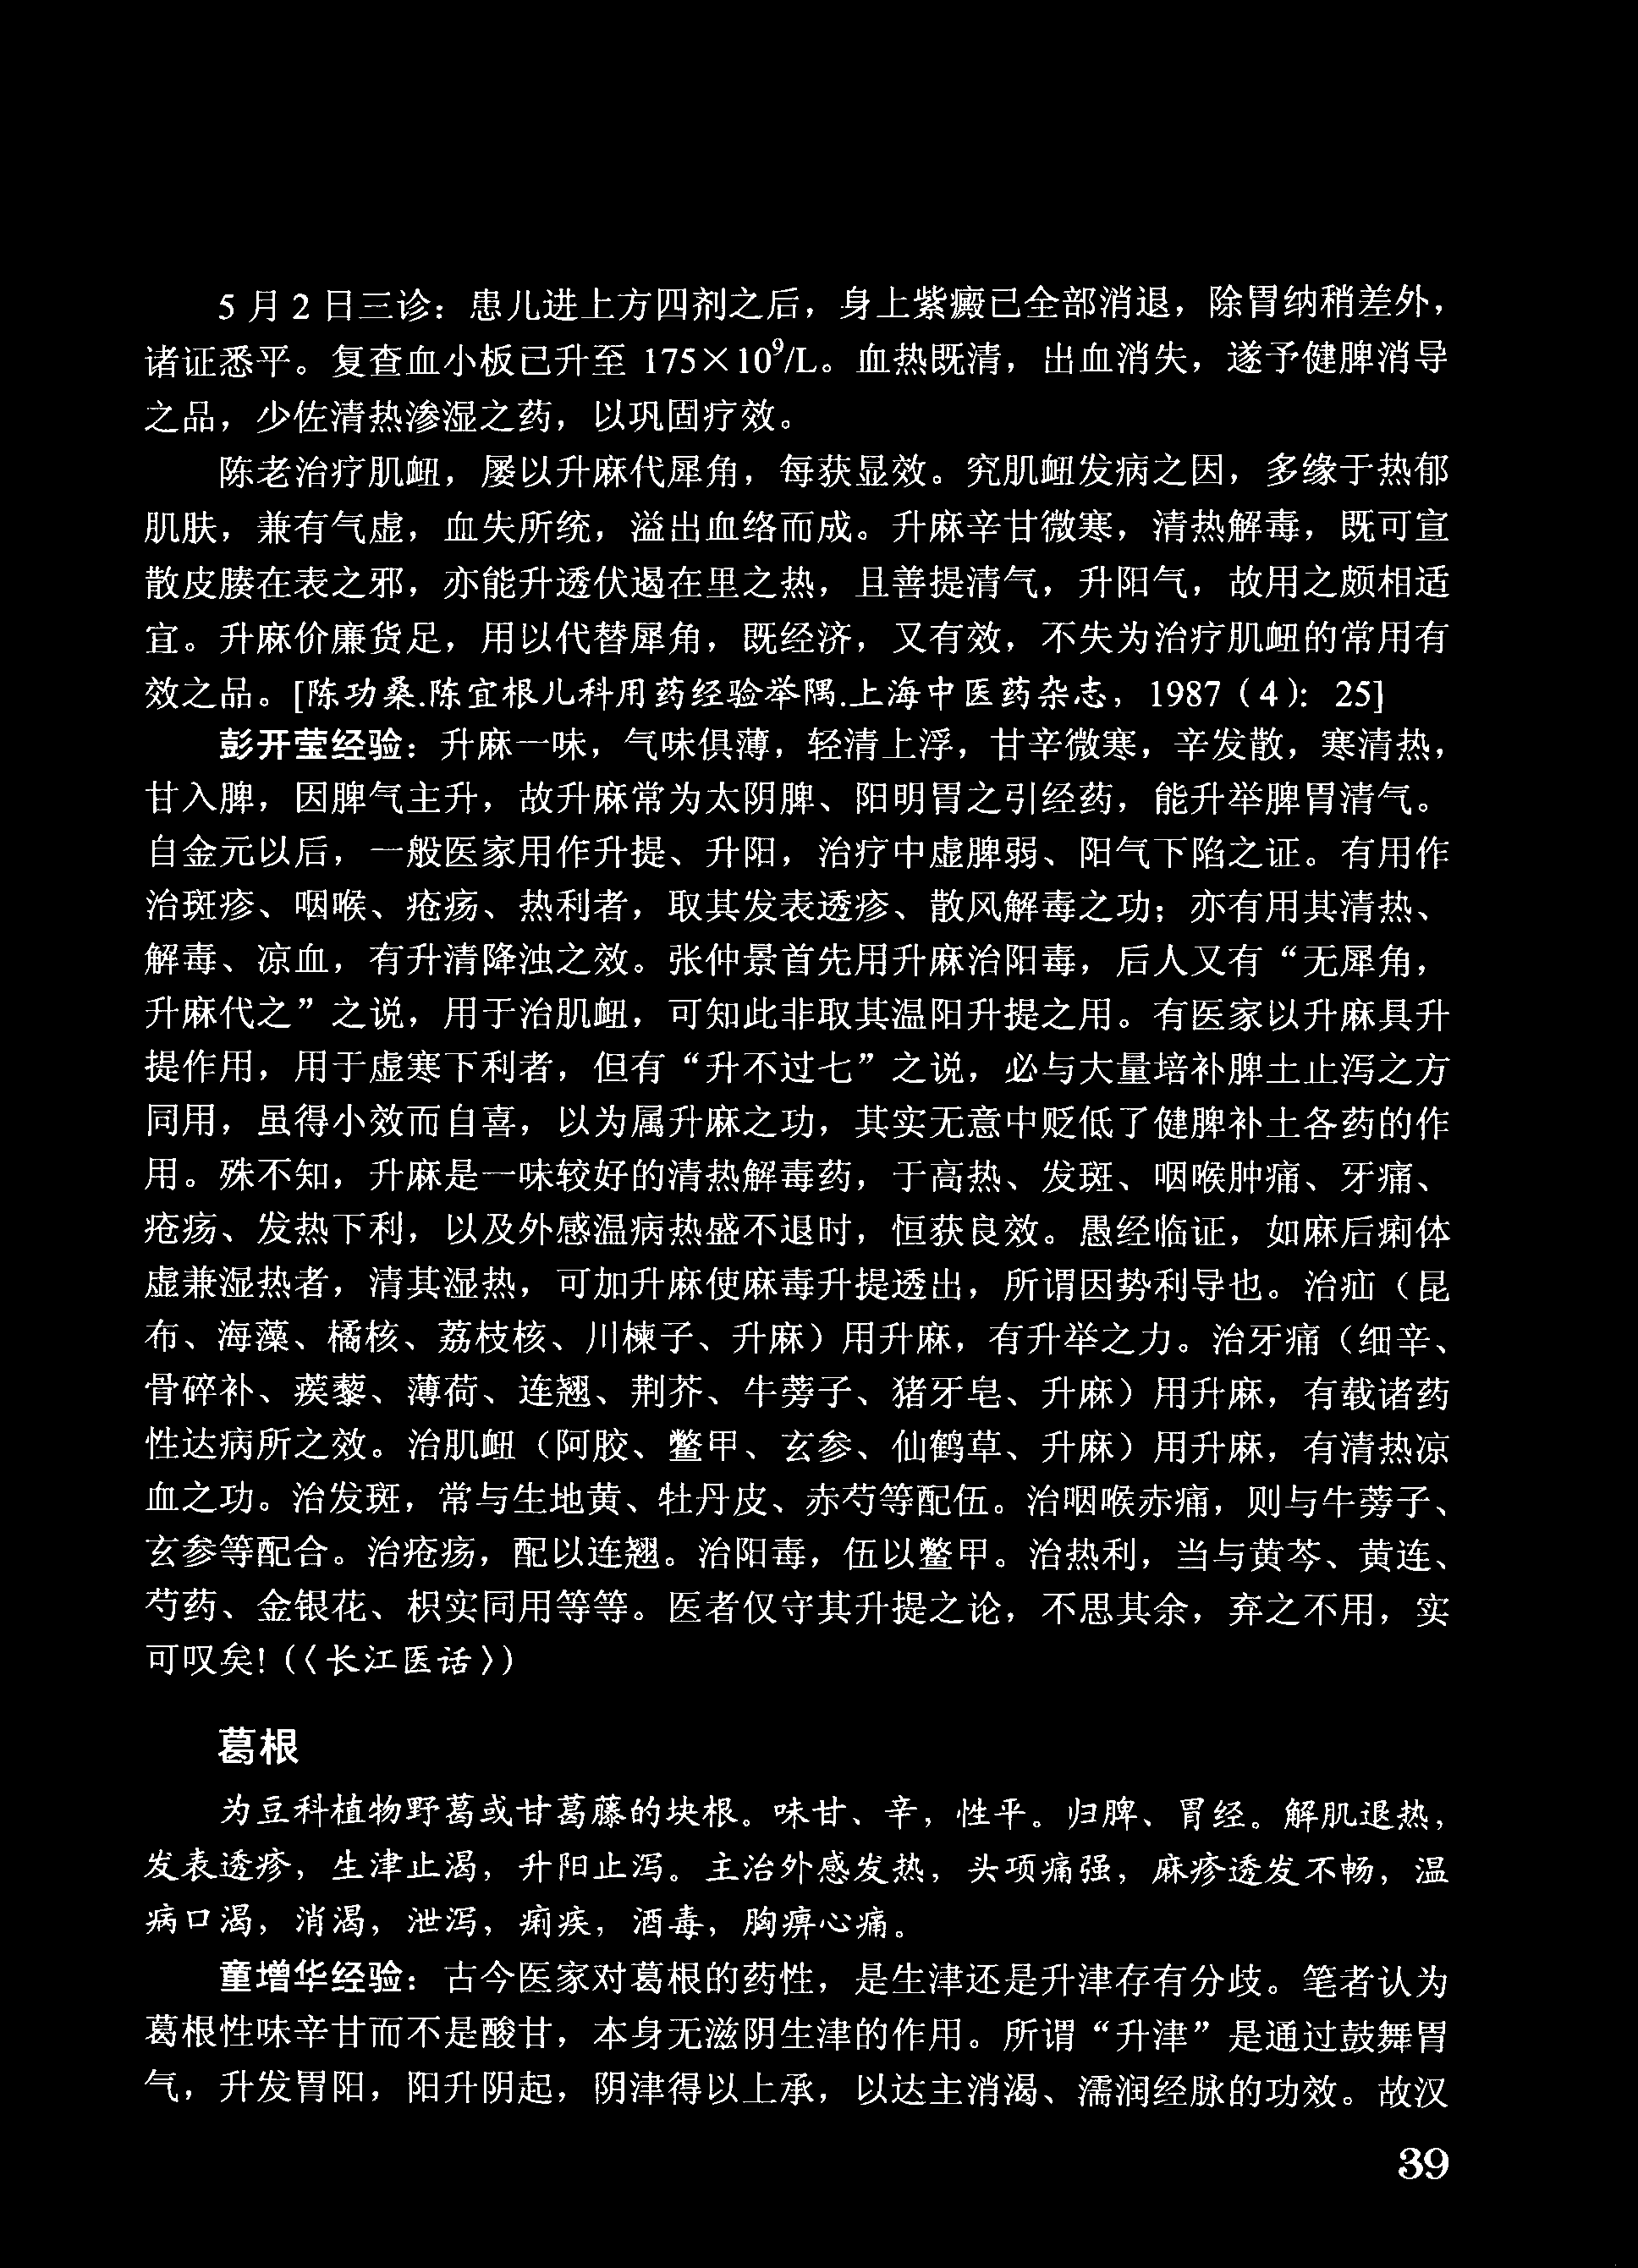 5月2日三诊：患儿进上方四剂之后，身上紫癜已全部消退，除胃纳稍差外，
诸证悉平。复查血小板已升至 175×10⁹/L。血热既清，出血消失，遂予健脾消导
之品，少佐清热渗湿之药，以巩固疗效。
陈老治疗肌衄，屡以升麻代犀角，每获显效。究肌衄发病之因，多缘于热郁
肌肤，兼有气虚，血失所统，溢出血络而成。升麻辛甘微寒，清热解毒，既可宣
散皮腠在表之邪，亦能升透伏遏在里之热，且善提清气，升阳气，故用之颇相适
宜。升麻价廉货足，用以代替犀角，既经济，又有效，不失为治疗肌衄的常用有
效之品。[陈功燊.陈宜根儿科用药经验举隅.上海中医药杂志，1987（4）：25]
彭开莹经验：升麻一味，气味俱薄，轻清上浮，甘辛微寒，辛发散，寒清热，
甘入脾，因脾气主升，故升麻常为太阴脾、阳明胃之引经药，能升举脾胃清气。
自金元以后，一般医家用作升提、升阳，治疗中虚脾弱、阳气下陷之证。有用作
治斑疹、咽喉、疮疡、热利者，取其发表透疹、散风解毒之功；亦有用其清热、
解毒、凉血，有升清降浊之效。张仲景首先用升麻治阳毒，后人又有“无犀角，
升麻代之”之说，用于治肌衄，可知此非取其温阳升提之用。有医家以升麻具升
提作用，用于虚寒下利者，但有“升不过七”之说，必与大量培补脾土止泻之方
同用，虽得小效而自喜，以为属升麻之功，其实无意中贬低了健脾补土各药的作
用。殊不知，升麻是一味较好的清热解毒药，于高热、发斑、咽喉肿痛、牙痛、
疮疡、发热下利，以及外感温病热盛不退时，恒获良效。愚经临证，如麻后痢体
虚兼湿热者，清其湿热，可加升麻使麻毒升提透出，所谓因势利导也。治疝（昆
布、海藻、橘核、荔枝核、川楝子、升麻）用升麻，有升举之力。治牙痛（细辛、
骨碎补、蒺藜、薄荷、连翘、荆芥、牛蒡子、猪牙皂、升麻）用升麻，有载诸药
性达病所之效。治肌衄（阿胶、鳖甲、玄参、仙鹤草、升麻）用升麻，有清热凉
血之功。治发斑，常与生地黄、牡丹皮、赤芍等配伍。治咽喉赤痛，则与牛蒡子、
玄参等配合。治疮疡，配以连翘。治阳毒，伍以鳖甲。治热利，当与黄芩、黄连、
芍药、金银花、枳实同用等等。医者仅守其升提之论，不思其余，弃之不用，实
可叹矣！（〈长江医话〉）
葛根
为豆科植物野葛或甘葛藤的块根。味甘、辛，性平。归脾、胃经。解肌退热，
发表透疹，生津止渴，升阳止泻。主治外感发热，头项痛强，麻疹透发不畅，温
病口渴，消渴，泄泻，痢疾，酒毒，胸痹心痛。
童增华经验：古今医家对葛根的药性，是生津还是升津存有分歧。笔者认为
葛根性味辛甘而不是酸甘，本身无滋阴生津的作用。所谓“升津”是通过鼓舞胃
气，升发胃阳，阳升阴起，阴津得以上承，以达主消渴、濡润经脉的功效。故汉
39